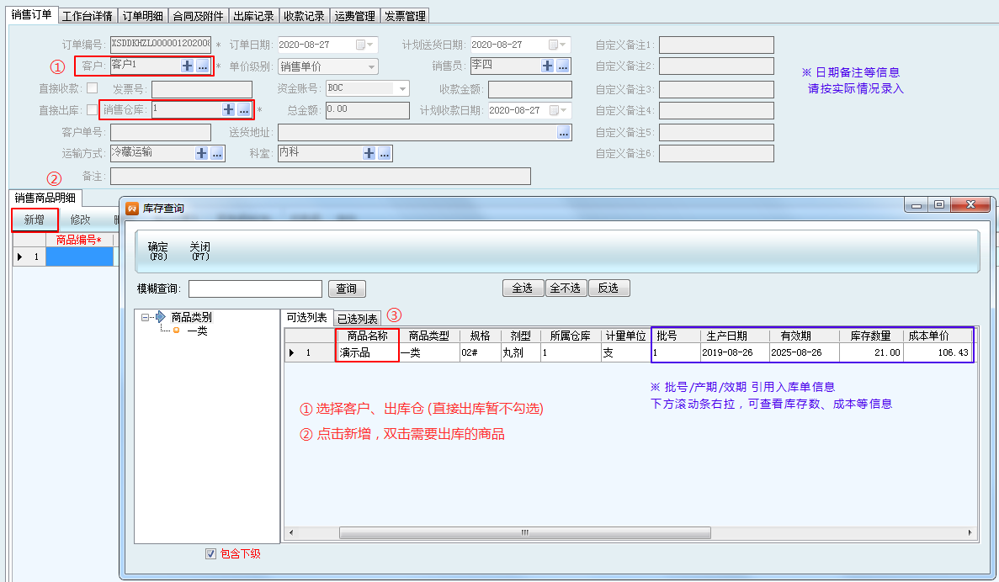 销售订单 工作台详情 订单明细 合同及附件 出库记录 收款记录 运费管理 发票管理
订单编号: XSDDKHZL000001202008 * 订单日期: 2020-08-27 计划送货日期: 2020-08-27 自定义备注1:
① 客户: 客户1 * 单价级别: 销售单价 销售员: 李四 自定义备注2:
※ 日期备注等信息
直接收款: 发票号: 资金账号: BOC 收款金额: 自定义备注3:
请按实际情况录入
直接出库: 销售仓库: 1 * 总金额: 0.00 计划收款日期: 2020-08-27 自定义备注4:
客户单号: 送货地址: 自定义备注5:
运输方式: 冷藏运输 科室: 内科 自定义备注6:
② 备注:
销售商品明细
新增 修改
商品编号*
1
库存查询
确定 关闭
(F8) (F7)
模糊查询: 查询 全选 全不选 反选
商品类别
一类
可选列表 已选列表 ③
商品名称 商品类型 规格 剂型 所属仓库 计量单位 批号 生产日期 有效期 库存数量 成本单价
1 演示品 一类 02# 丸剂 1 支 1 2019-08-26 2025-08-26 21.00 106.43
※ 批号/产期/效期 引用入库单信息
下方滚动条右拉，可查看库存数、成本等信息
① 选择客户、出库仓 (直接出库暂不勾选)
② 点击新增，双击需要出库的商品
包含下级